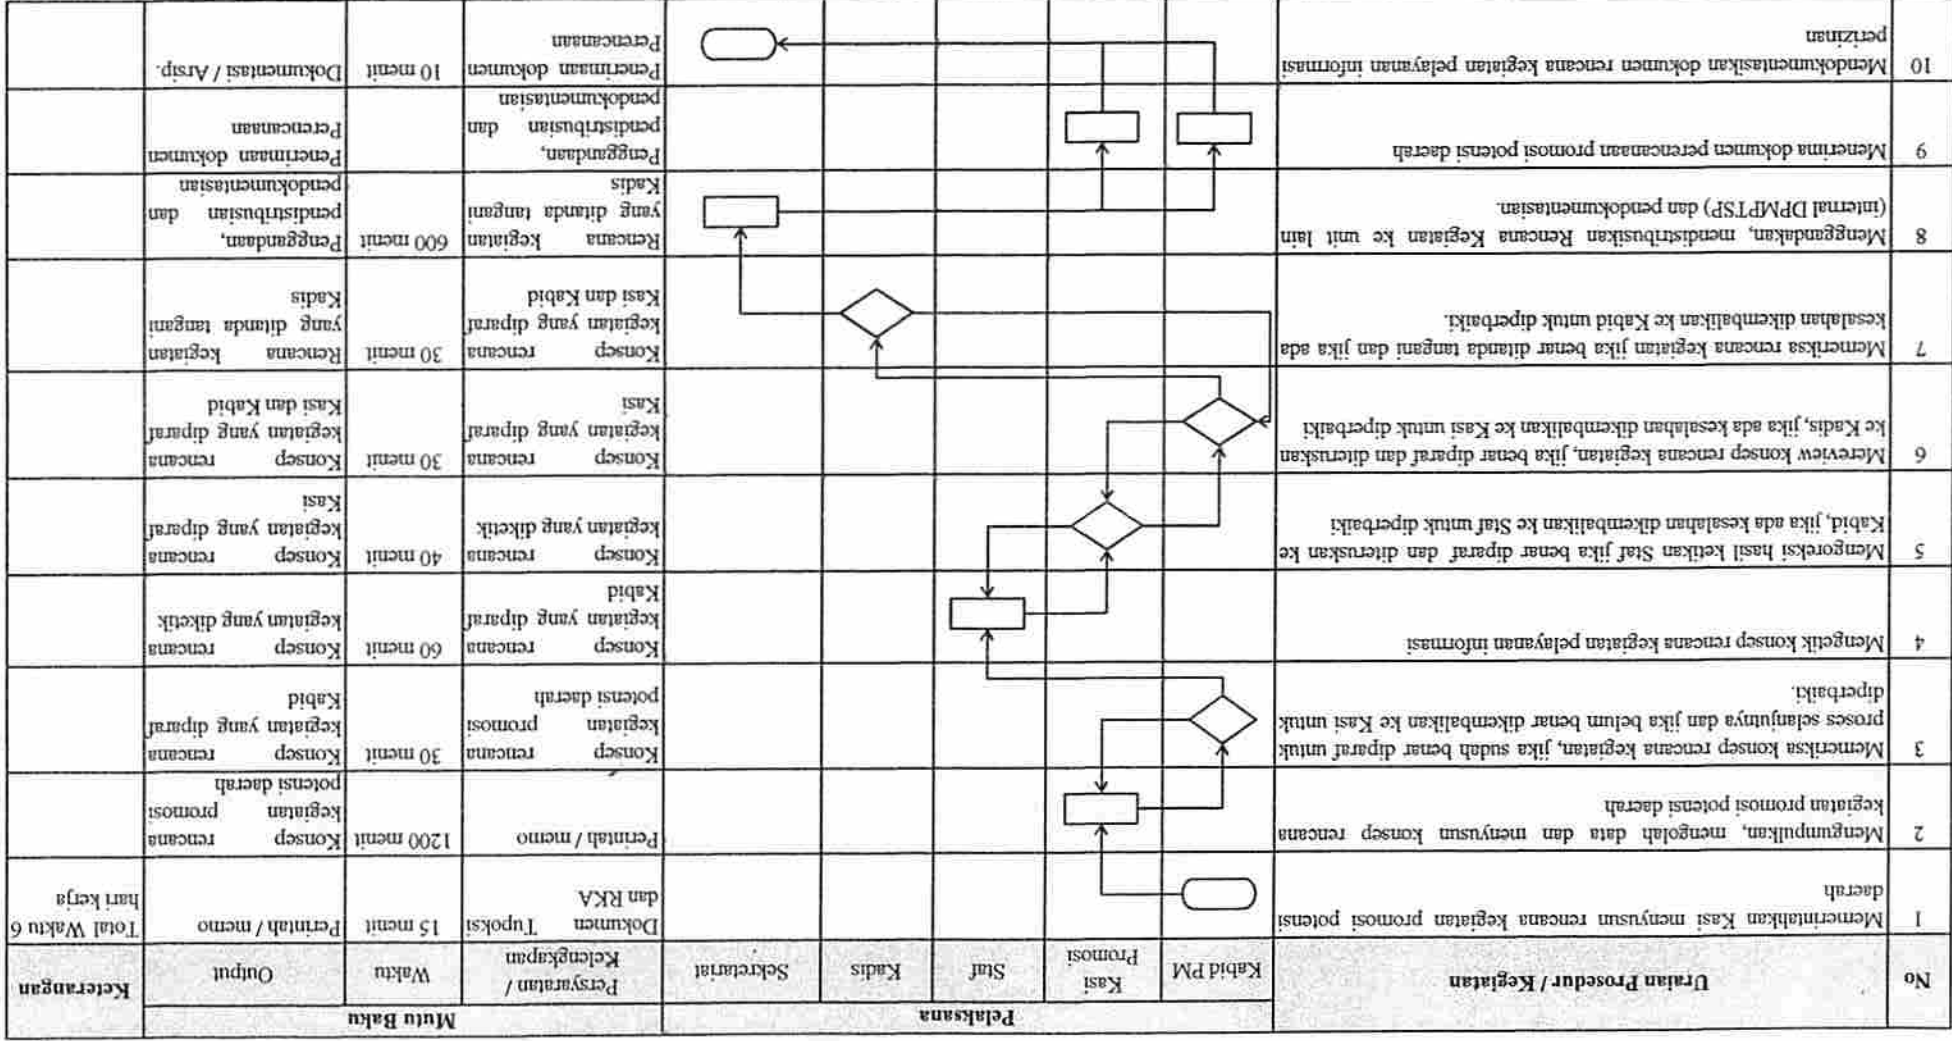 No
Uraian Prosedur / Kegiatan
Pelaksana
Mutu Baku
Keterangan
Kabid PM
Kasi
Promosi
Staf
Kadis
Sekretariat
Persyaratan /
Kelengkapan
Waktu
Output
1
Memerintahkan Kasi menyusun rencana kegiatan promosi potensi
daerah
Dokumen Tupoksi
dan RKA
15 menit
Perintah / memo
Total Waktu 6
hari kerja
2
Mengumpulkan, mengolah data dan menyusun konsep rencana
kegiatan promosi potensi daerah
Perintah / memo
1200 menit
Konsep rencana
kegiatan promosi
potensi daerah
3
Memeriksa konsep rencana kegiatan, jika sudah benar diparaf untuk
proses selanjutnya dan jika belum benar dikembalikan ke Kasi untuk
diperbaiki.
Konsep rencana
kegiatan promosi
potensi daerah
30 menit
Konsep rencana
kegiatan yang diparaf
Kabid
4
Mengetik konsep rencana kegiatan pelayanan informasi
Konsep rencana
kegiatan yang diparaf
Kabid
60 menit
Konsep rencana
kegiatan yang diketik
5
Mengoreksi hasil ketikan Staf jika benar diparaf dan diteruskan ke
Kabid, jika ada kesalahan dikembalikan ke Staf untuk diperbaiki
Konsep rencana
kegiatan yang diketik
40 menit
Konsep rencana
kegiatan yang diparaf
Kasi
6
Mereview konsep rencana kegiatan, jika benar diparaf dan diteruskan
ke Kadis, jika ada kesalahan dikembalikan ke Kasi untuk diperbaiki
Konsep rencana
kegiatan yang diparaf
Kasi
30 menit
Konsep rencana
kegiatan yang diparaf
Kasi dan Kabid
7
Memeriksa rencana kegiatan jika benar ditanda tangani dan jika ada
kesalahan dikembalikan ke Kabid untuk diperbaiki.
Konsep rencana
kegiatan yang diparaf
Kasi dan Kabid
30 menit
Rencana kegiatan
yang ditanda tangani
Kadis
8
Menggandakan, mendistribusikan Rencana Kegiatan ke unit lain
(internal DPMPTSP) dan pendokumentasian.
Rencana kegiatan
yang ditanda tangani
Kadis
600 menit
Penggandaan,
pendistribusian dan
pendokumentasian
9
Menerima dokumen perencanaan promosi potensi daerah
Penggandaan,
pendistribusian dan
pendokumentasian
Penerimaan dokumen
Perencanaan
10
Mendokumentasikan dokumen rencana kegiatan pelayanan informasi
perizinan
Penerimaan dokumen
Perencanaan
10 menit
Dokumentasi / Arsip.